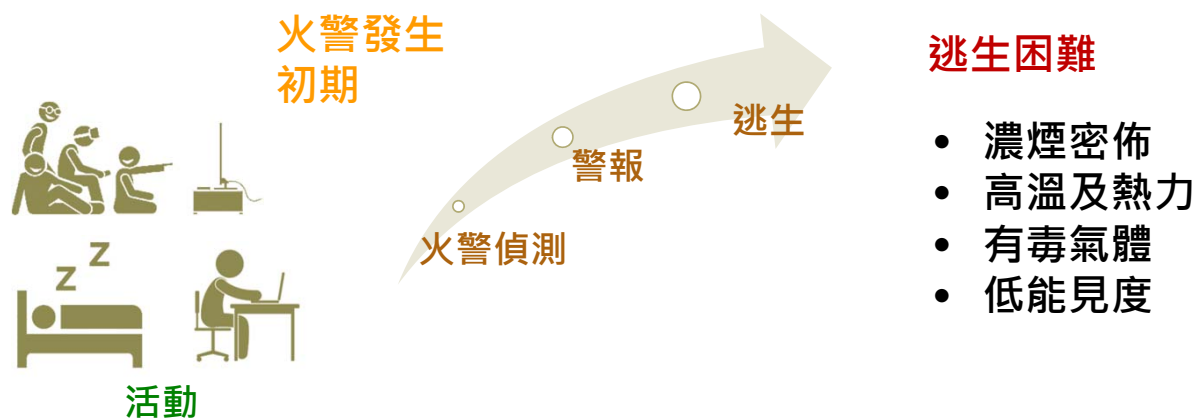 火警發生
初期
逃生困難
逃生
警報
火警偵測
• 濃煙密佈
• 高溫及熱力
• 有毒氣體
• 低能見度
Z
Z
活動